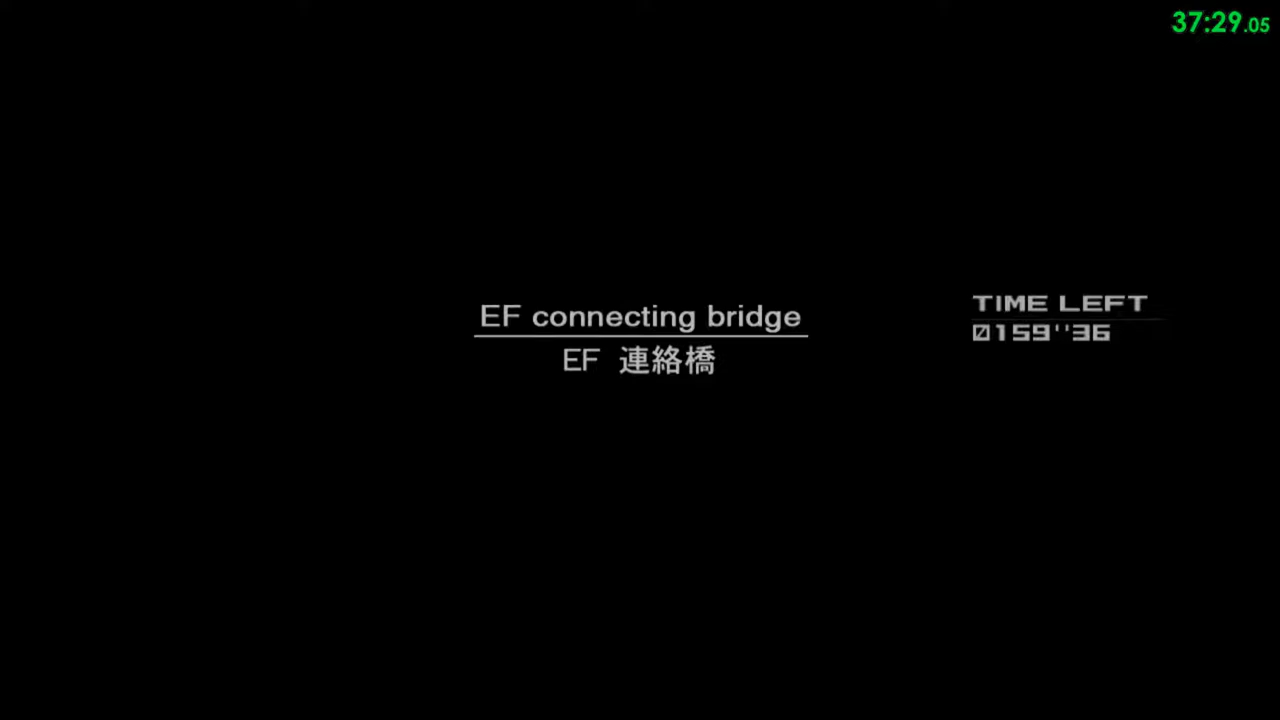 37:29.05
EF connecting bridge
EF 連絡橋
TIME LEFT
0159"36